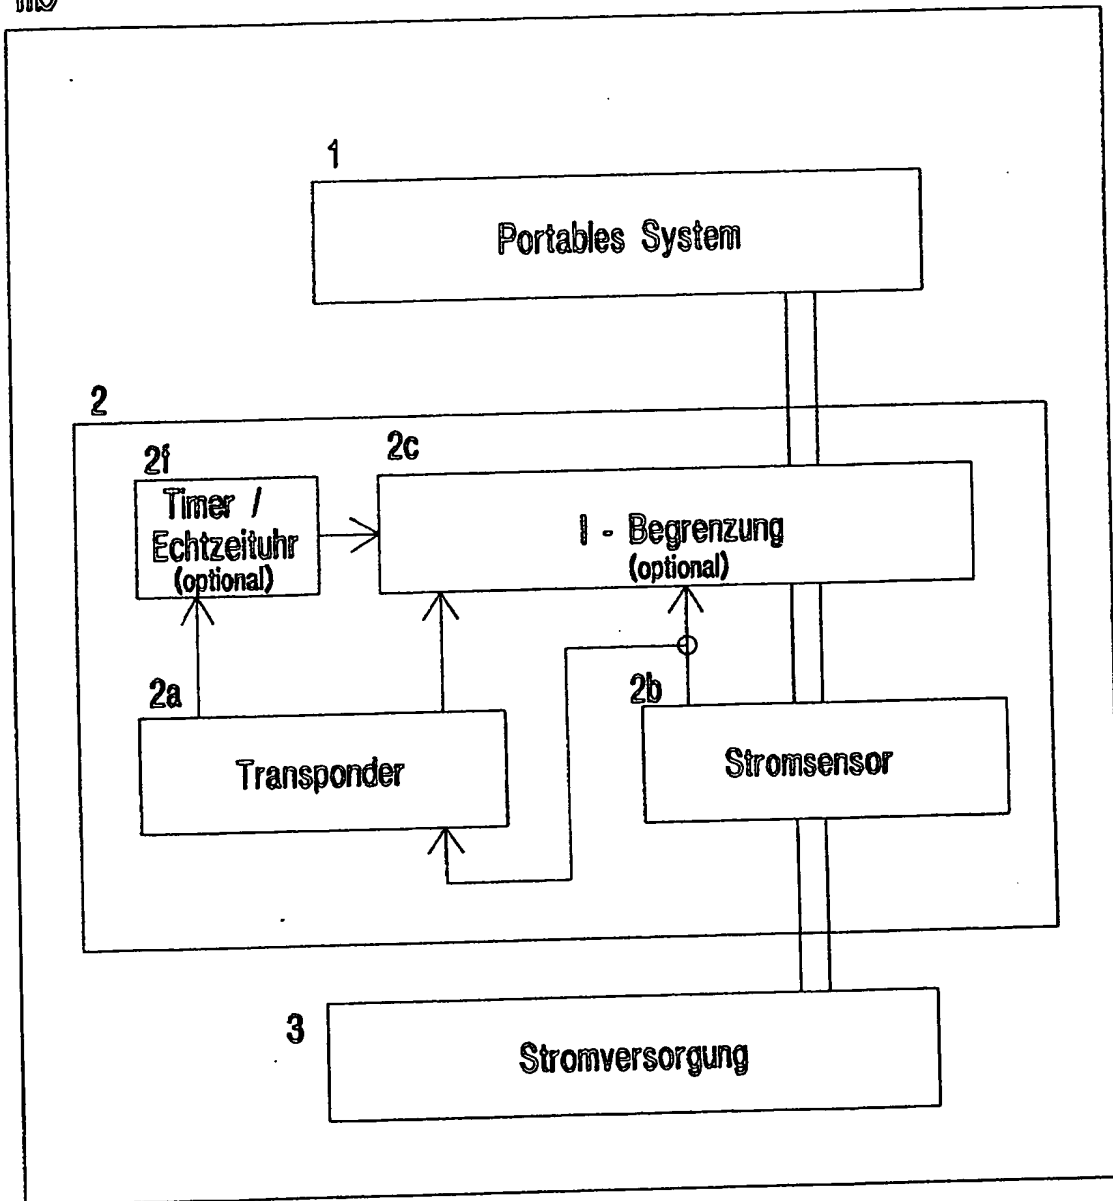 1
Portables System
2
2f
2c
Timer /
Echtzeituhr
(optional)
I - Begrenzung
(optional)
2a
2b
Transponder
Stromsensor
3
Stromversorgung